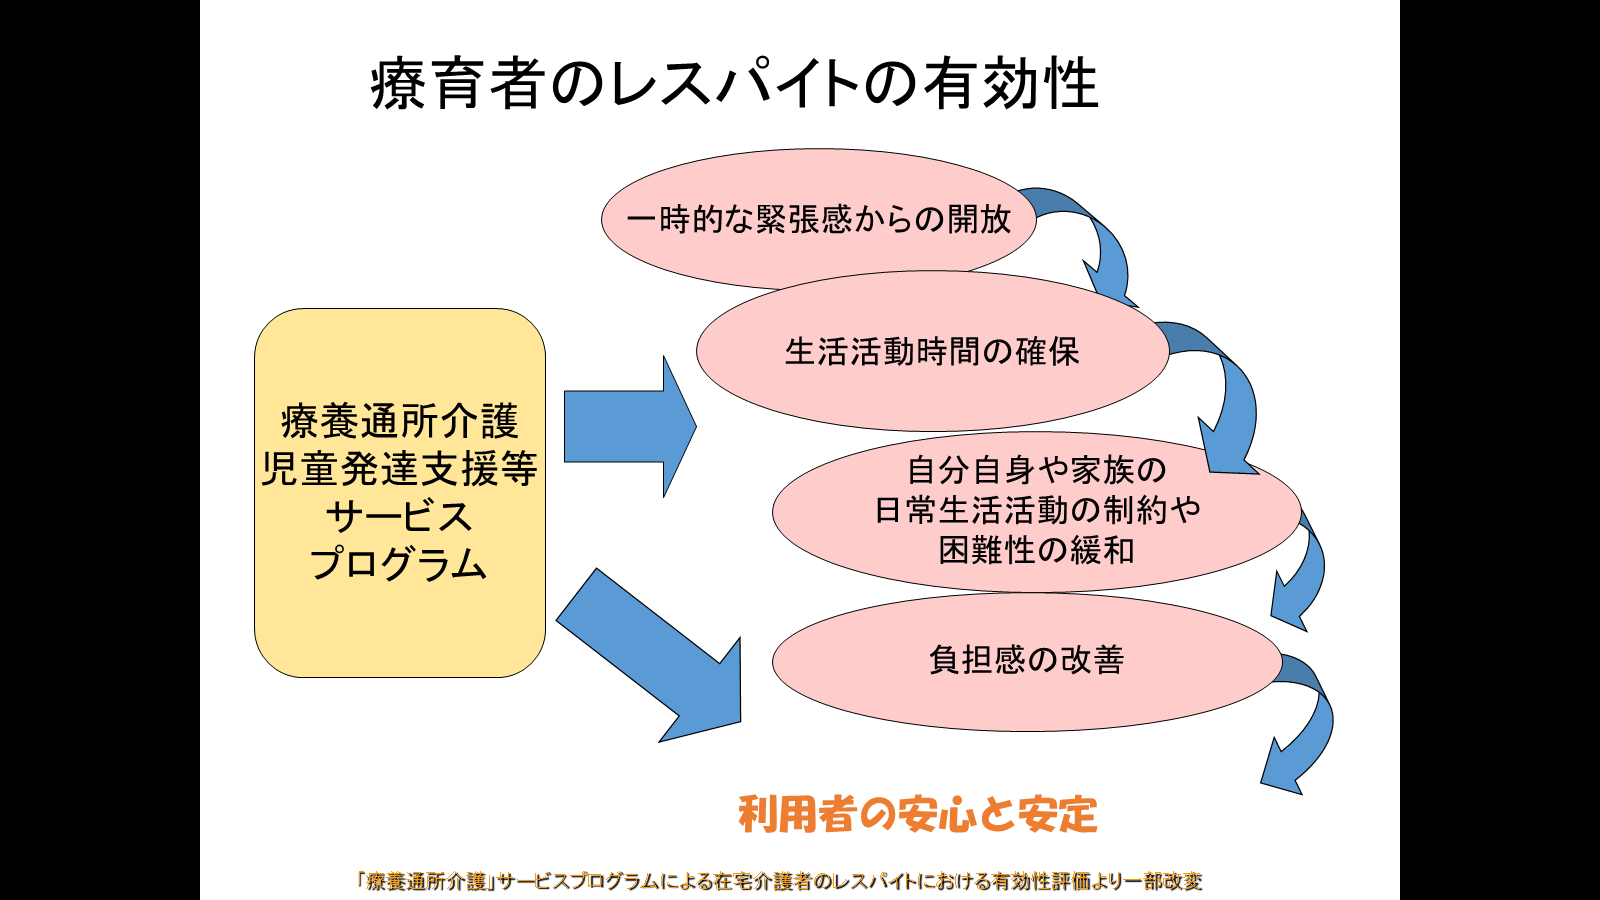 療育者のレスパイトの有効性
一時的な緊張感からの開放
生活活動時間の確保
療養通所介護
児童発達支援等
サービス
プログラム
自分自身や家族の
日常生活活動の制約や
困難性の緩和
負担感の改善
利用者の安心と安定
「療養通所介護」サービスプログラムによる在宅介護者のレスパイトにおける有効性評価より一部改変